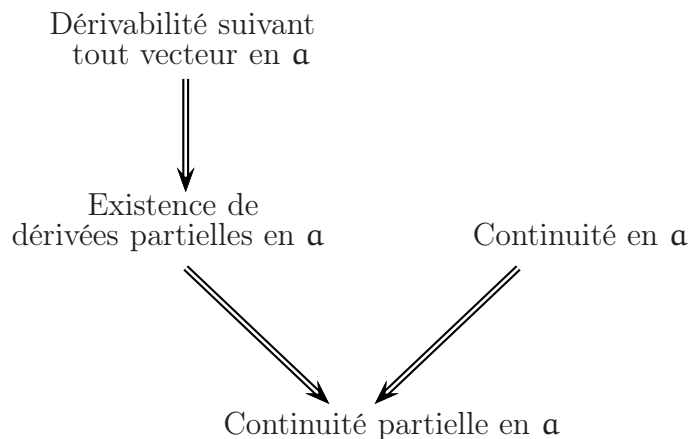 Dérivabilité suivant
tout vecteur en 𝔞
Existence de
dérivées partielles en 𝔞
Continuité en 𝔞
Continuité partielle en 𝔞